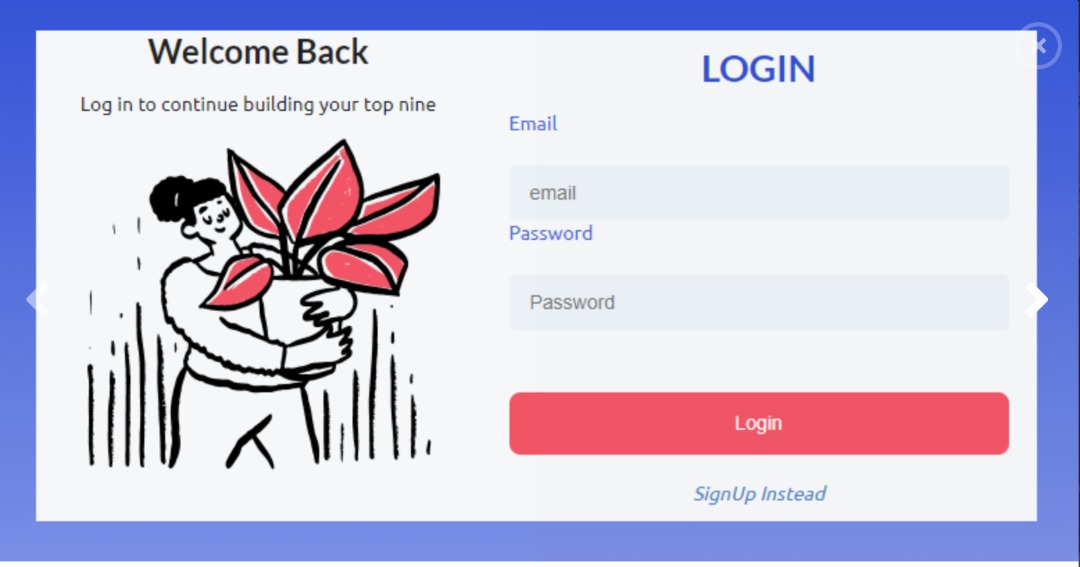 Welcome Back
Log in to continue building your top nine
LOGIN
Email
email
Password
Password
Login
SignUp Instead